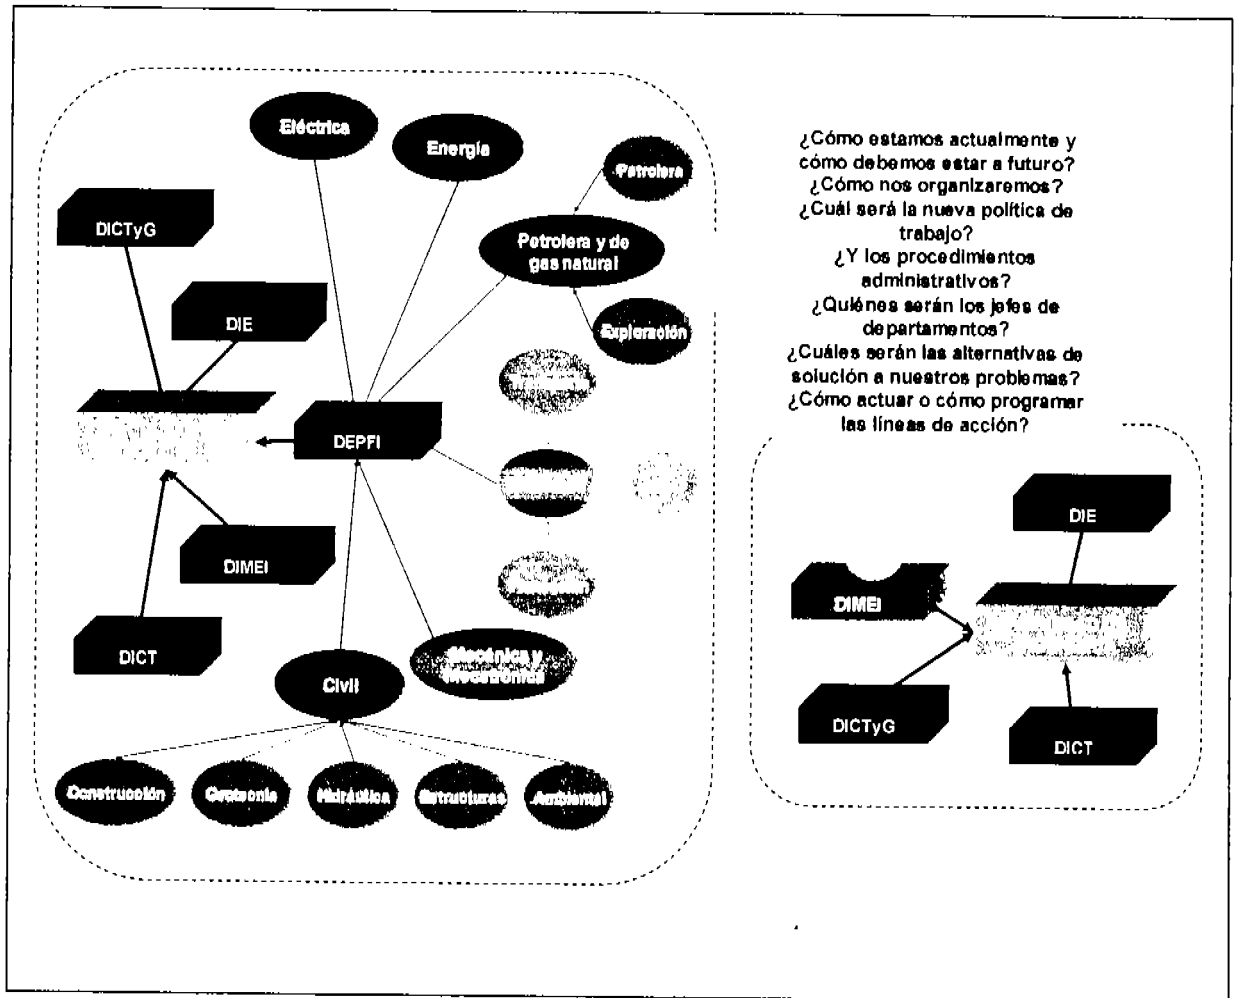 Eléctrica
Energía
Petrolera
DICTyG
Petrolera y de
gas natural
DIE
Exploración
DEPFI
DIMEI
DICT
Civil
Mecánica y
Construcción
Geotecnia
Hidráulica
Estructuras
Ambiental
¿Cómo estamos actualmente y
cómo debemos estar a futuro?
¿Cómo nos organizaremos?
¿Cuál será la nueva política de
trabajo?
¿Y los procedimientos
administrativos?
¿Quiénes serán los jefes de
departamentos?
¿Cuáles serán las alternativas de
solución a nuestros problemas?
¿Cómo actuar o cómo programar
las líneas de acción?
DIE
DIMEI
DICTyG
DICT